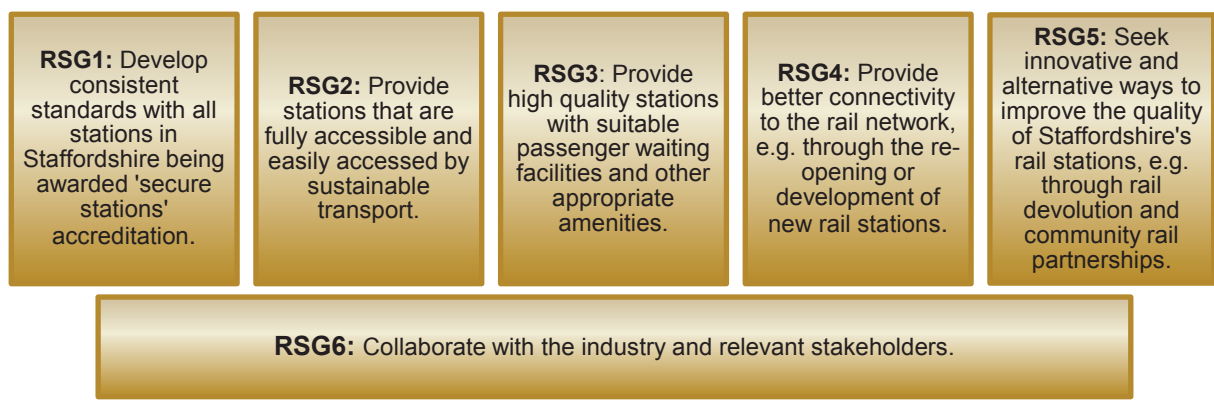 RSG1: Develop
consistent
standards with all
stations in
Staffordshire being
awarded 'secure
stations'
accreditation.
RSG2: Provide
stations that are
fully accessible and
easily accessed by
sustainable
transport.
RSG3: Provide
high quality stations
with suitable
passenger waiting
facilities and other
appropriate
amenities.
RSG4: Provide
better connectivity
to the rail network,
e.g. through the re-
opening or
development of
new rail stations.
RSG5: Seek
innovative and
alternative ways to
improve the quality
of Staffordshire's
rail stations, e.g.
through rail
devolution and
community rail
partnerships.
RSG6: Collaborate with the industry and relevant stakeholders.